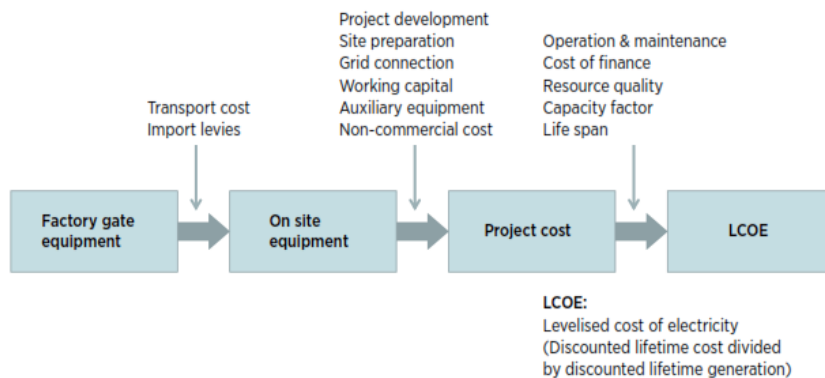 Project development
Site preparation
Grid connection
Working capital
Auxiliary equipment
Non-commercial cost
Operation & maintenance
Cost of finance
Resource quality
Capacity factor
Life span
Transport cost
Import levies
Factory gate
equipment
On site
equipment
Project cost
LCOE
LCOE:
Levelised cost of electricity
(Discounted lifetime cost divided
by discounted lifetime generation)